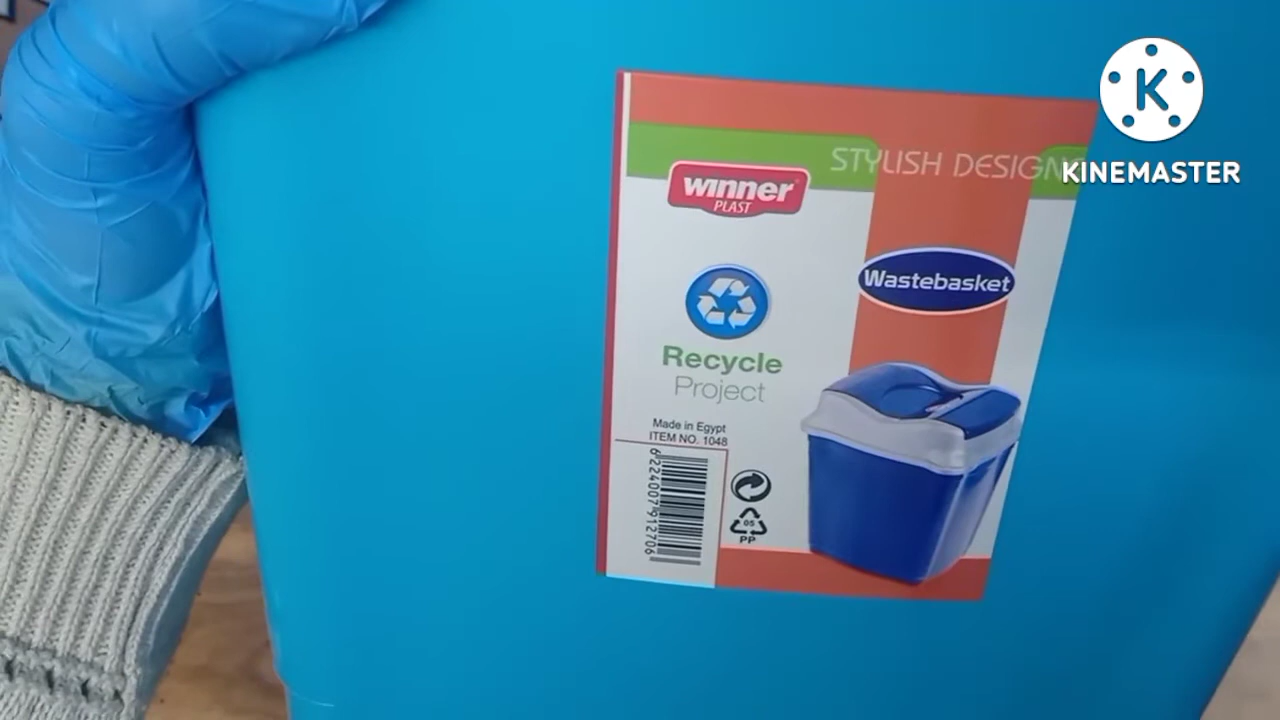 STYLISH DESIGN
winner
PLAST
Wastebasket
Recycle
Project
Made in Egypt
ITEM NO. 1048
6224007912706
05
PP
K
KINEMASTER